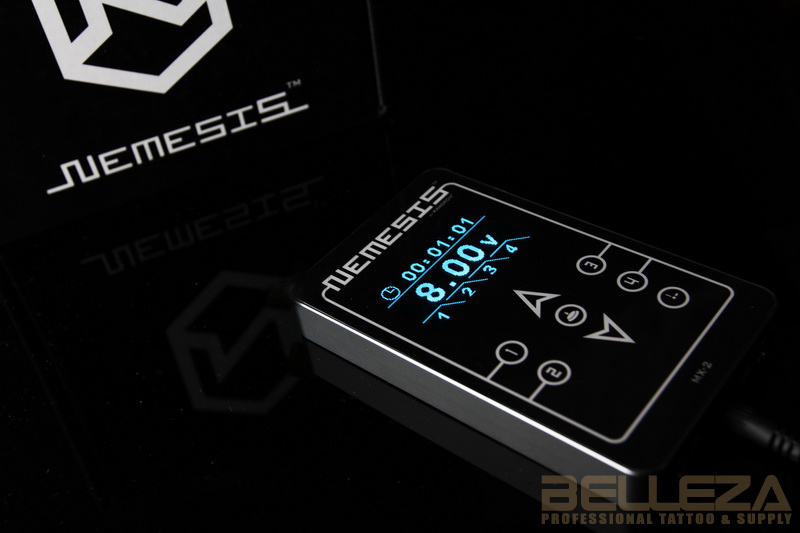 NEMESIS™
NEMESIS
00:01:01
8.00v
1 2 3 4
3
4
1
2
MX-2
BELLEZA
PROFESSIONAL TATTOO & SUPPLY